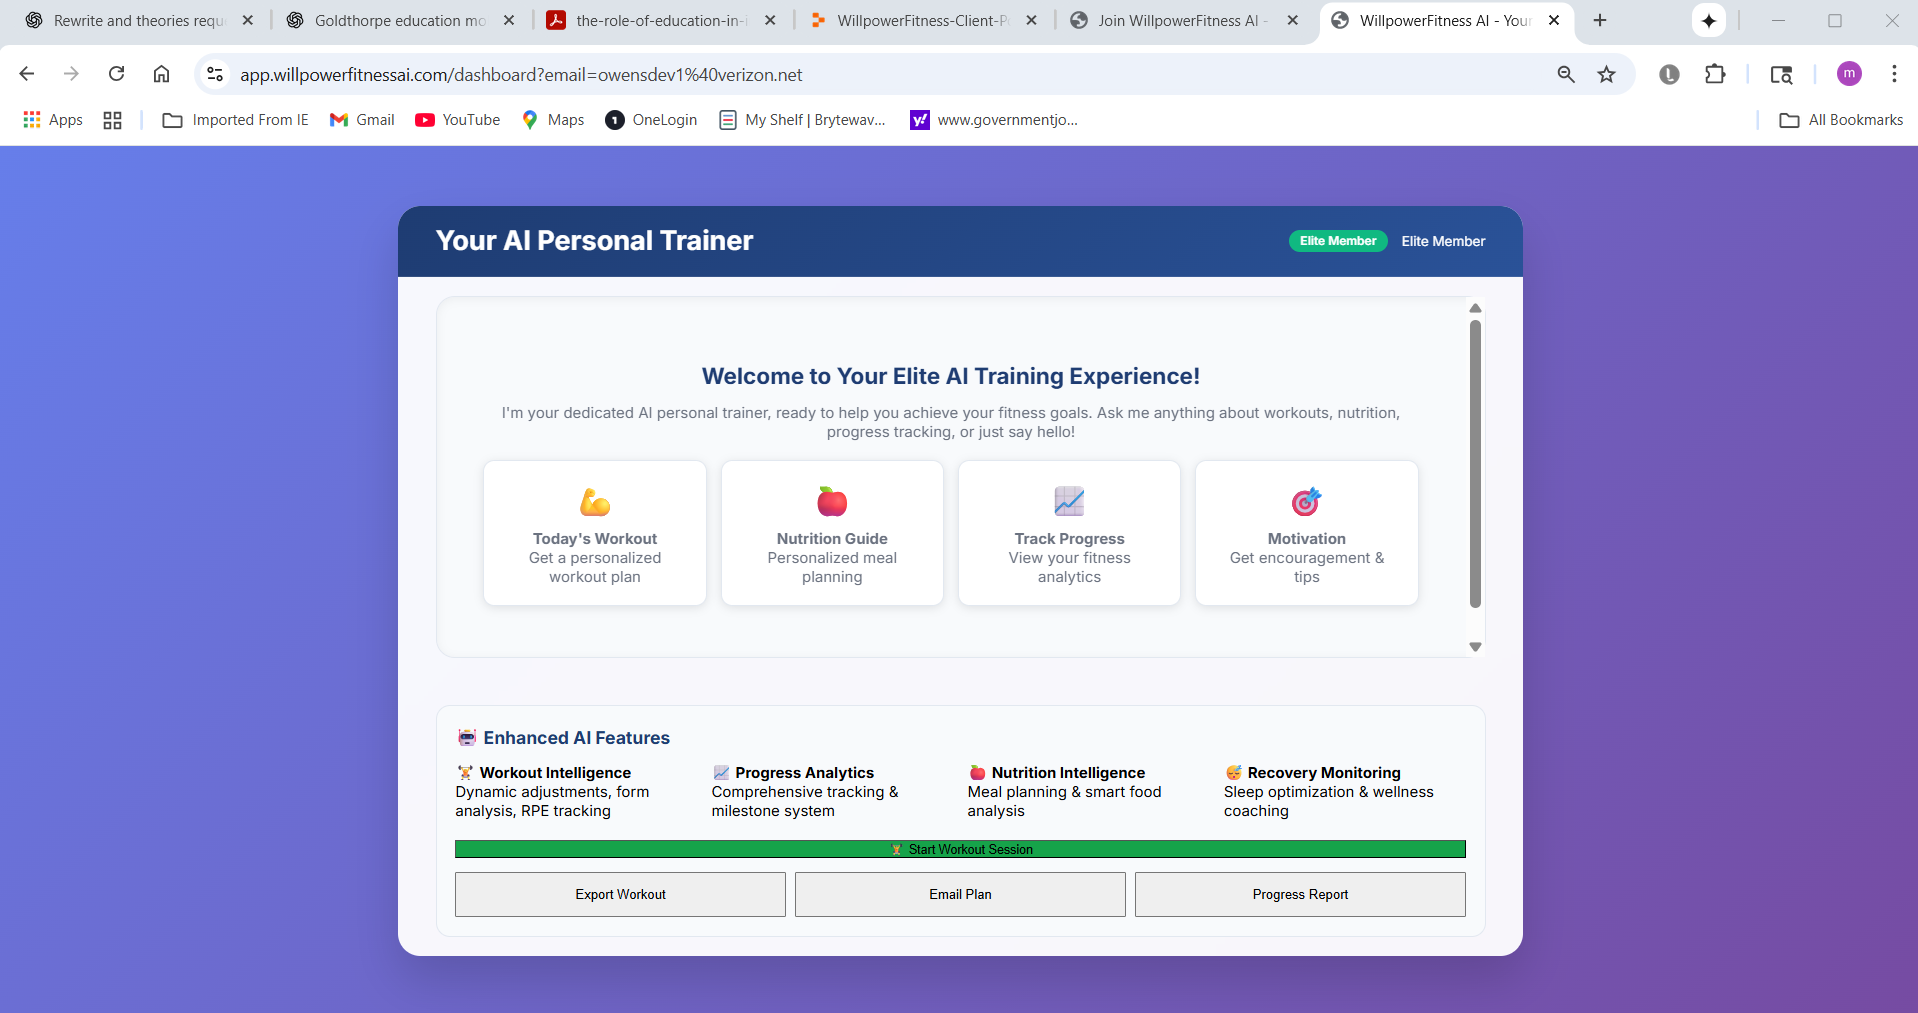 Rewrite and theories requ
Goldthorpe education mo
the-role-of-education-in-i
WillpowerFitness-Client-Po
Join WillpowerFitness AI -
WillpowerFitness AI - Your
app.willpowerfitnessai.com/dashboard?email=owensdev1%40verizon.net
m
Apps
Imported From IE
Gmail
YouTube
Maps
OneLogin
My Shelf | Brytewav...
www.governmentjo...
All Bookmarks
Your AI Personal Trainer
Elite Member
Elite Member
Welcome to Your Elite AI Training Experience!
I'm your dedicated AI personal trainer, ready to help you achieve your fitness goals. Ask me anything about workouts, nutrition,
progress tracking, or just say hello!
Today's Workout
Get a personalized
workout plan
Nutrition Guide
Personalized meal
planning
Track Progress
View your fitness
analytics
Motivation
Get encouragement &
tips
Enhanced AI Features
Workout Intelligence
Dynamic adjustments, form
analysis, RPE tracking
Progress Analytics
Comprehensive tracking &
milestone system
Nutrition Intelligence
Meal planning & smart food
analysis
Recovery Monitoring
Sleep optimization & wellness
coaching
Start Workout Session
Export Workout
Email Plan
Progress Report